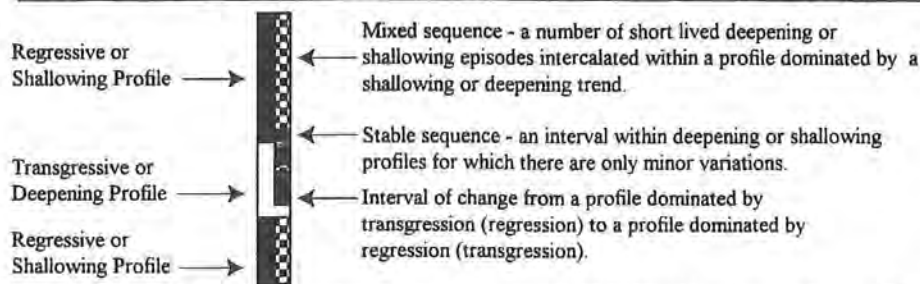 Regressive or
Shallowing Profile
Transgressive or
Deepening Profile
Regressive or
Shallowing Profile
Mixed sequence - a number of short lived deepening or
shallowing episodes intercalated within a profile dominated by a
shallowing or deepening trend.
Stable sequence - an interval within deepening or shallowing
profiles for which there are only minor variations.
Interval of change from a profile dominated by
transgression (regression) to a profile dominated by
regression (transgression).